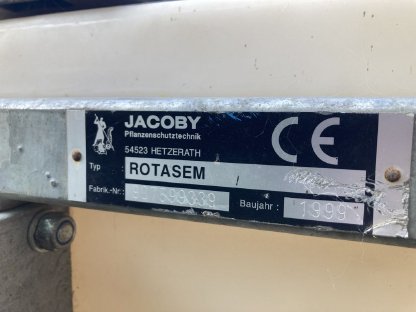 JACOBY
Pflanzenschutztechnik
54523 HETZERATH
CE
Typ ROTASEM
Fabrik.-Nr.: Baujahr: 1999